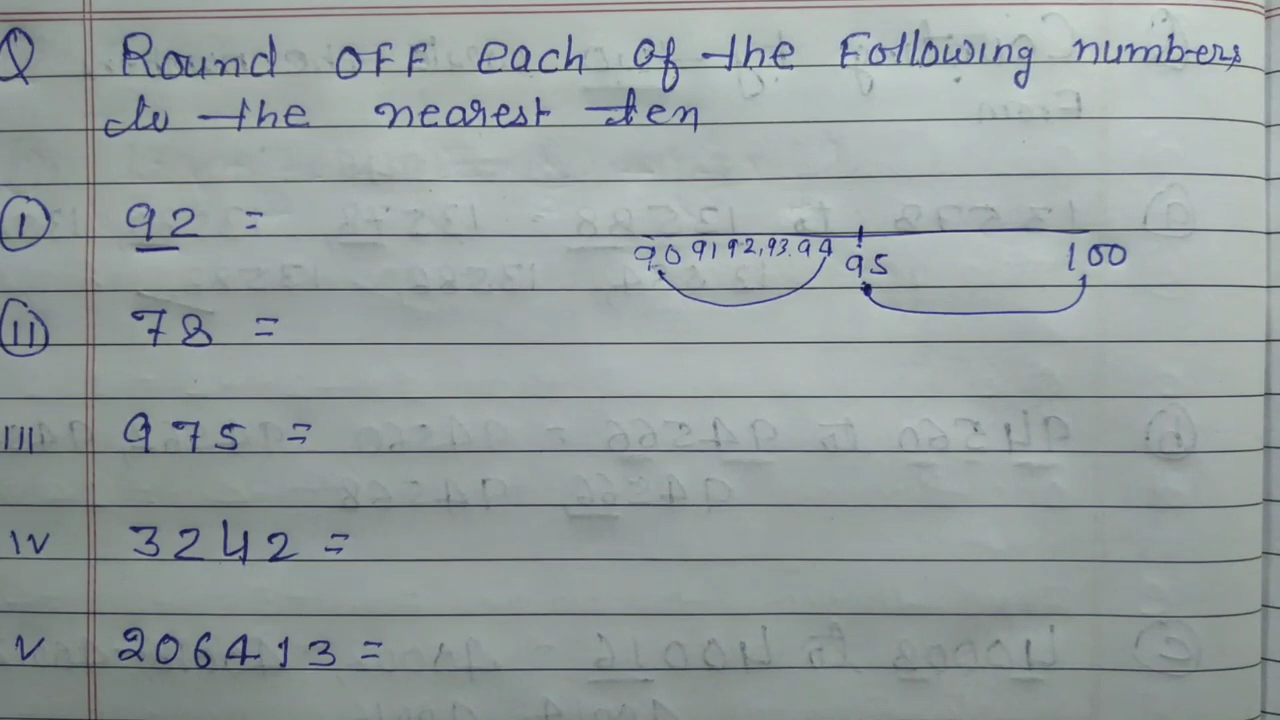 Q Round OFF each of the Following numbers
to the nearest ten
I 92 =
90 91 92, 93. 94 95 100
II 78 =
III 975 =
IV 3242 =
V 206413 =